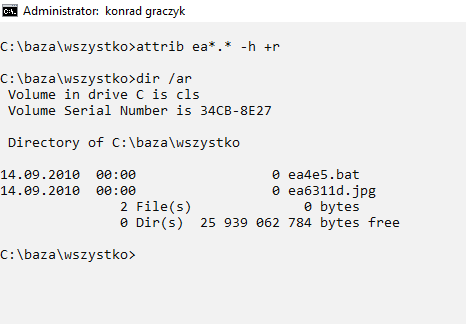 Administrator:  konrad graczyk
C:\baza\wszystko>attrib ea*.* -h +r
C:\baza\wszystko>dir /ar
 Volume in drive C is cls
 Volume Serial Number is 34CB-8E27
 Directory of C:\baza\wszystko
14.09.2010  00:00                 0 ea4e5.bat
14.09.2010  00:00                 0 ea6311d.jpg
               2 File(s)              0 bytes
               0 Dir(s)  25 939 062 784 bytes free
C:\baza\wszystko>